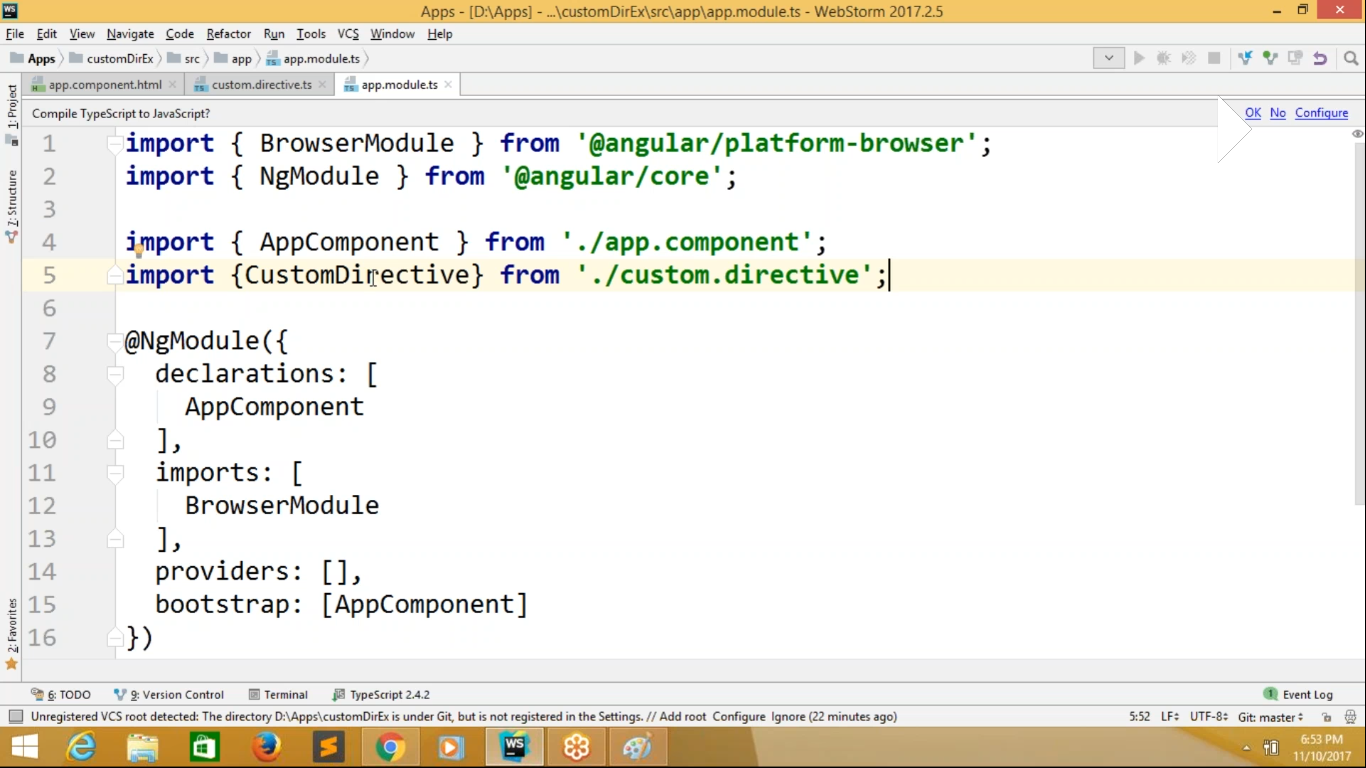 WS
Apps - [D:\Apps] - ...\customDirEx\src\app\app.module.ts - WebStorm 2017.2.5
File Edit View Navigate Code Refactor Run Tools VCS Window Help
Apps customDirEx src app app.module.ts
app.component.html custom.directive.ts app.module.ts
Compile TypeScript to JavaScript? OK No Configure
1: Project
7: Structure
2: Favorites
1 import { BrowserModule } from '@angular/platform-browser';
2 import { NgModule } from '@angular/core';
3
4 import { AppComponent } from './app.component';
5 import {CustomDirective} from './custom.directive';
6
7 @NgModule({
8 declarations: [
9 AppComponent
10 ],
11 imports: [
12 BrowserModule
13 ],
14 providers: [],
15 bootstrap: [AppComponent]
16 })
6: TODO 9: Version Control Terminal TypeScript 2.4.2 1 Event Log
Unregistered VCS root detected: The directory D:\Apps\customDirEx is under Git, but is not registered in the Settings. // Add root Configure Ignore (22 minutes ago) 5:52 LF UTF-8 Git: master
WS 6:53 PM
11/10/2017